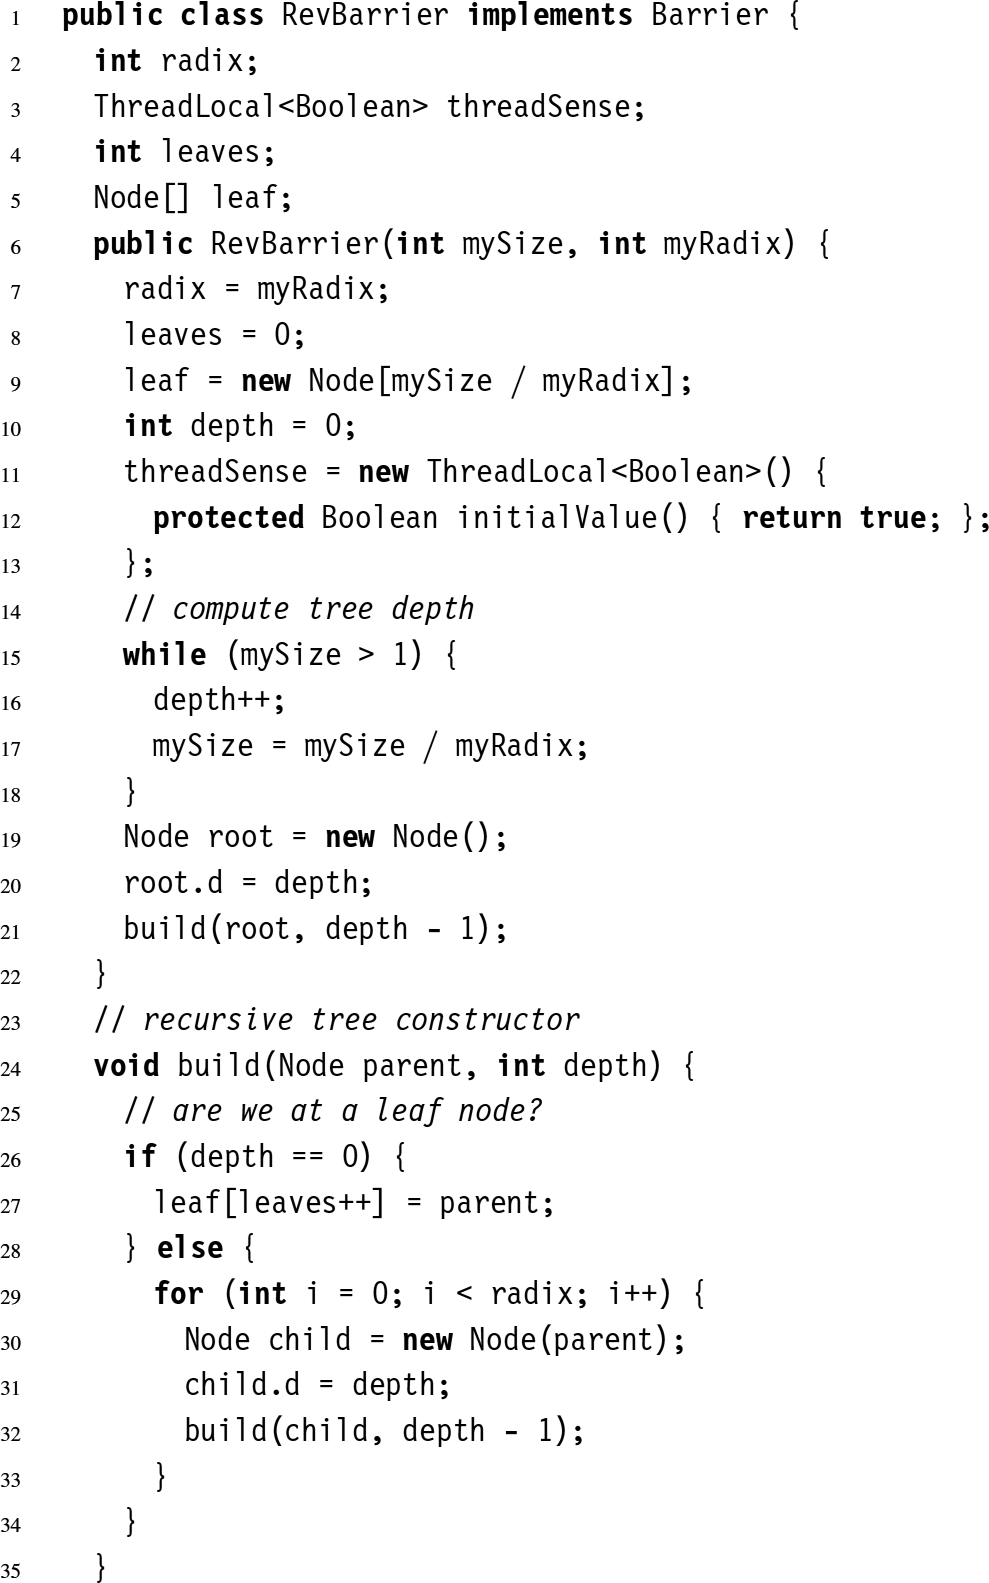 1 public class RevBarrier implements Barrier {
2 int radix;
3 ThreadLocal<Boolean> threadSense;
4 int leaves;
5 Node[] leaf;
6 public RevBarrier(int mySize, int myRadix) {
7 radix = myRadix;
8 leaves = 0;
9 leaf = new Node[mySize / myRadix];
10 int depth = 0;
11 threadSense = new ThreadLocal<Boolean>() {
12 protected Boolean initialValue() { return true; };
13 };
14 // compute tree depth
15 while (mySize > 1) {
16 depth++;
17 mySize = mySize / myRadix;
18 }
19 Node root = new Node();
20 root.d = depth;
21 build(root, depth - 1);
22 }
23 // recursive tree constructor
24 void build(Node parent, int depth) {
25 // are we at a leaf node?
26 if (depth == 0) {
27 leaf[leaves++] = parent;
28 } else {
29 for (int i = 0; i < radix; i++) {
30 Node child = new Node(parent);
31 child.d = depth;
32 build(child, depth - 1);
33 }
34 }
35 }